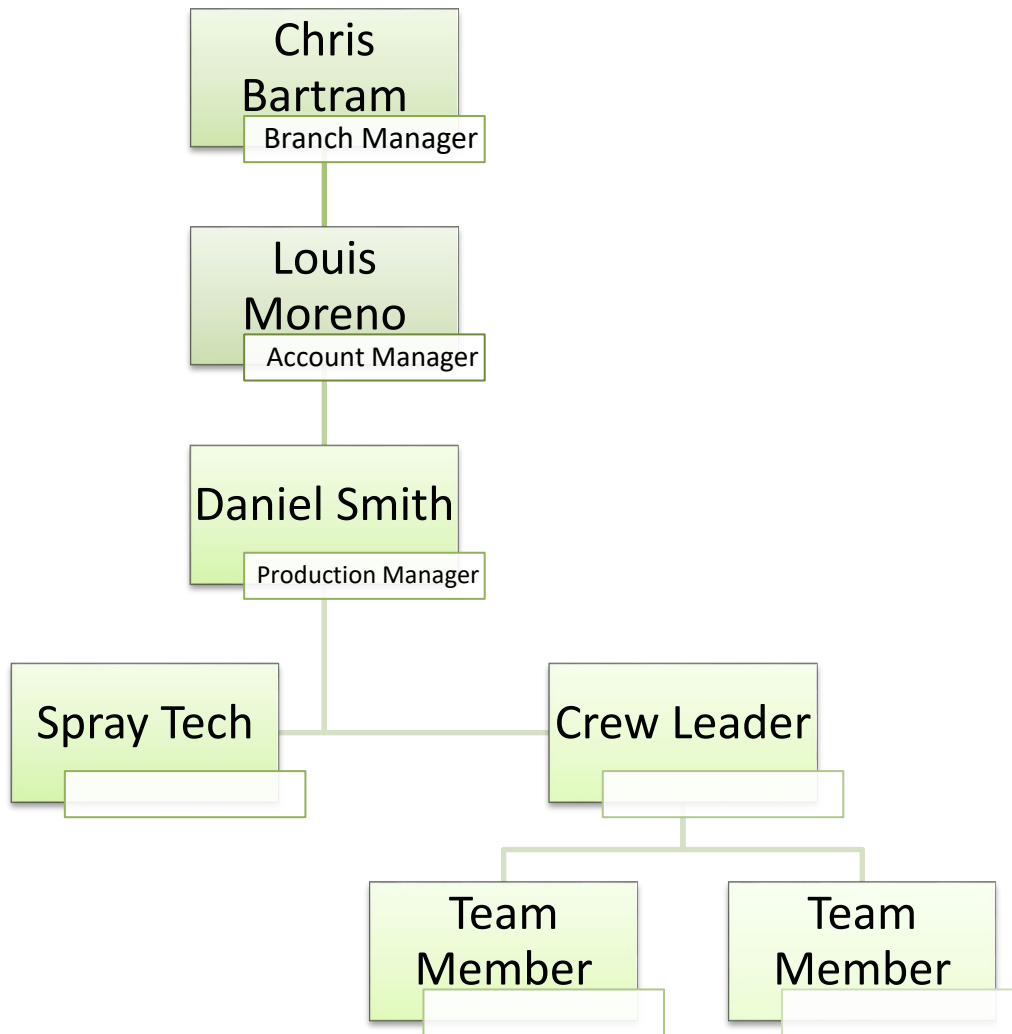 Chris
Bartram
Branch Manager
Louis
Moreno
Account Manager
Daniel Smith
Production Manager
Spray Tech
Crew Leader
Team
Member
Team
Member